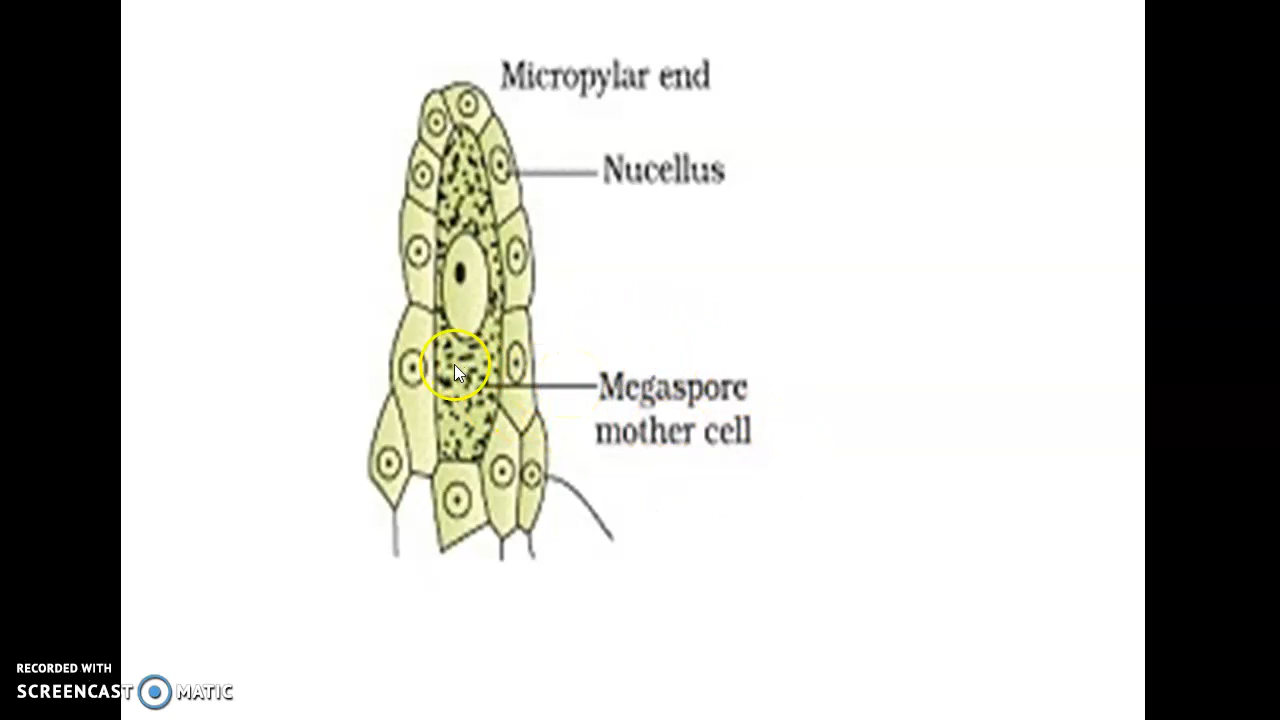 Micropylar end
Nucellus
Megaspore
mother cell
RECORDED WITH
SCREENCAST MATIC